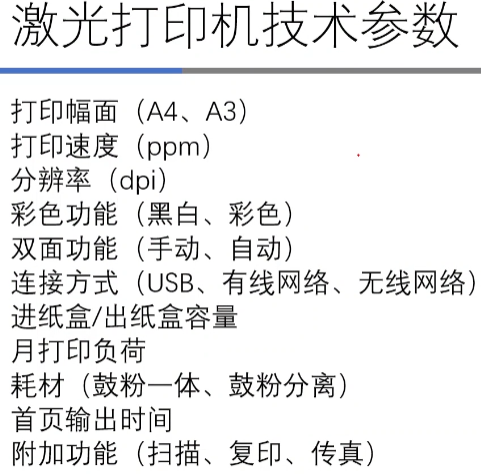 激光打印机技术参数
打印幅面（A4、A3）
打印速度（ppm）
分辨率（dpi）
彩色功能（黑白、彩色）
双面功能（手动、自动）
连接方式（USB、有线网络、无线网络）
进纸盒/出纸盒容量
月打印负荷
耗材（鼓粉一体、鼓粉分离）
首页输出时间
附加功能（扫描、复印、传真）